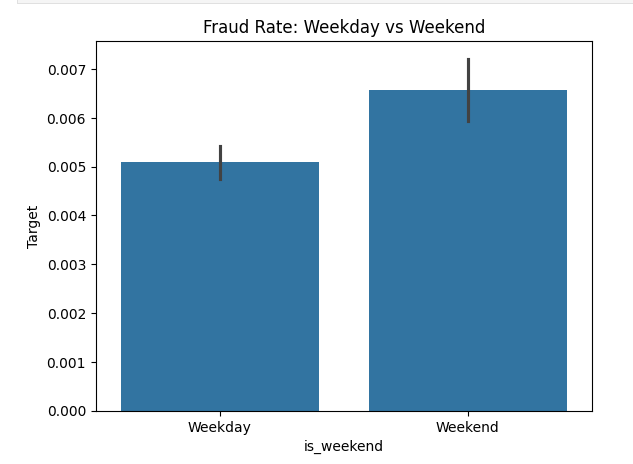 Fraud Rate: Weekday vs Weekend
0.007
0.006
0.005
0.004
0.003
0.002
0.001
0.000
Target
Weekday
Weekend
is_weekend